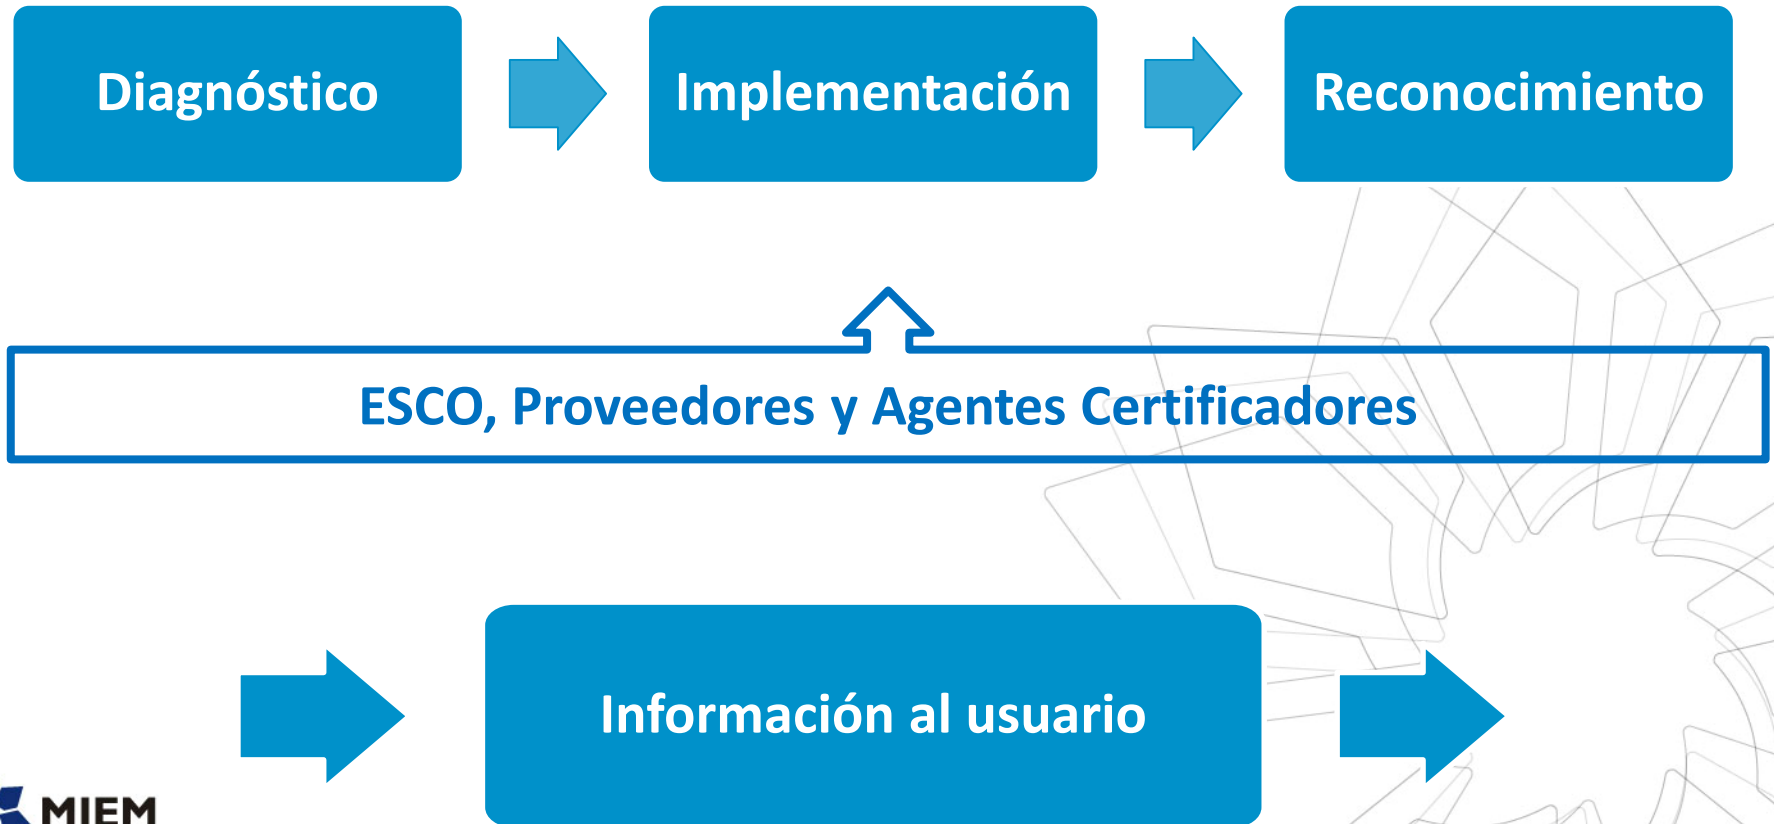 Diagnóstico
Implementación
Reconocimiento
ESCO, Proveedores y Agentes Certificadores
Información al usuario
MIEM